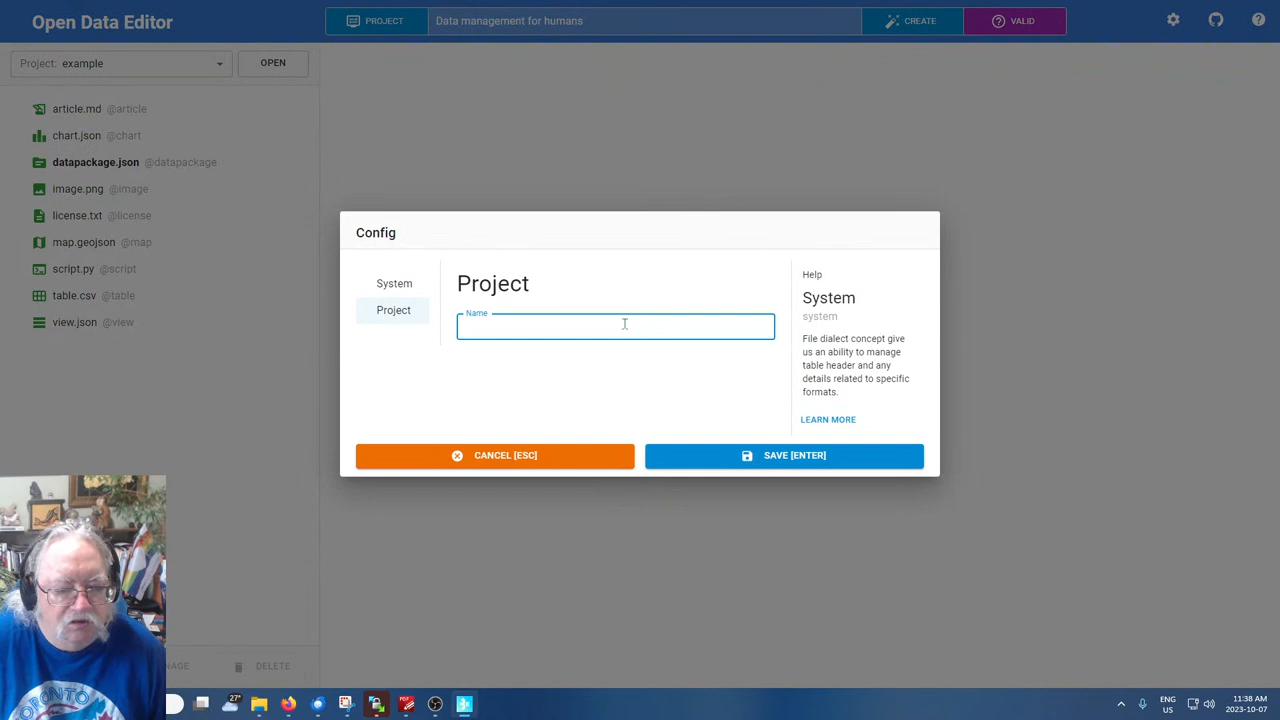 Open Data Editor
PROJECT
Data management for humans
CREATE
VALID
Project: example
OPEN
article.md @article
chart.json @chart
datapackage.json @datapackage
image.png @image
license.txt @license
map.geojson @map
script.py @script
table.csv @table
view.json @view
Config
System
Project
Project
Name
Help
System
system
File dialect concept give
us an ability to manage
table header and any
details related to specific
formats.
LEARN MORE
CANCEL [ESC]
SAVE [ENTER]
DELETE
TORONTO
27°
PDF
ENG
US
11:38 AM
2023-10-07